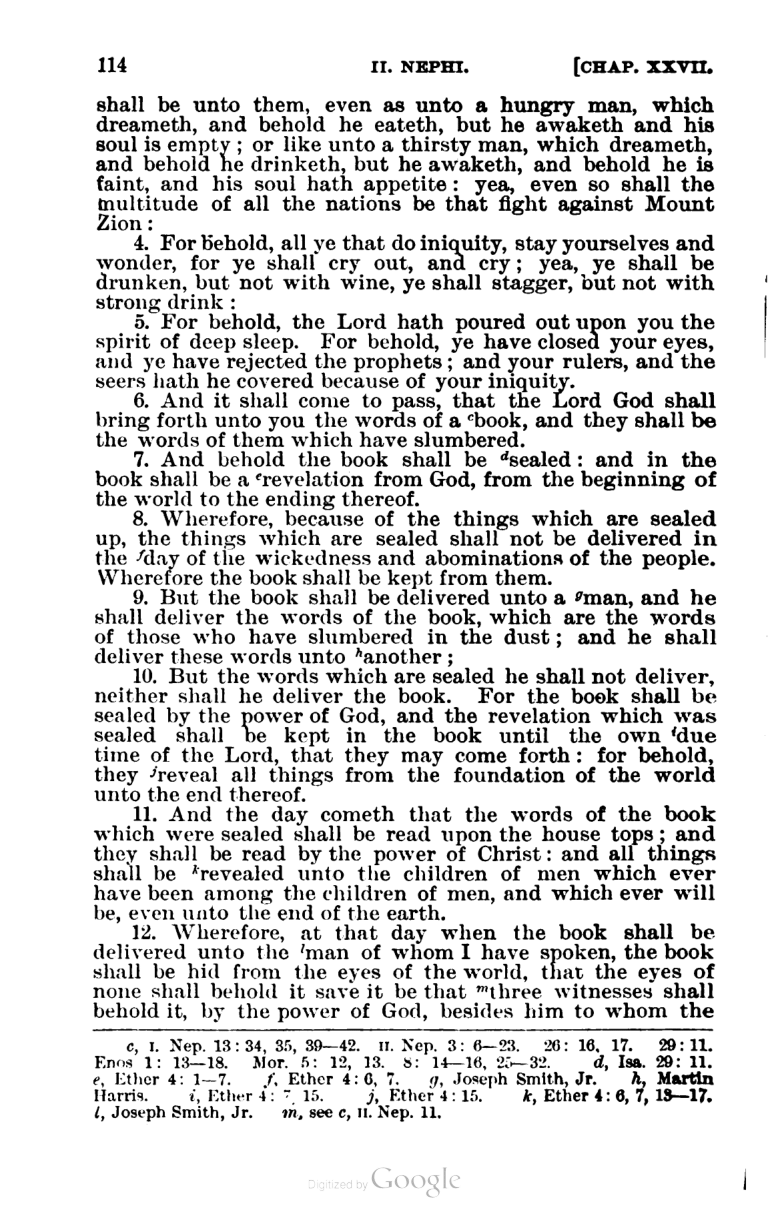 114 II. NEPHI. [CHAP. XXVII.
shall be unto them, even as unto a hungry man, which
dreameth, and behold he eateth, but he awaketh and his
soul is empty; or like unto a thirsty man, which dreameth,
and behold he drinketh, but he awaketh, and behold he is
faint, and his soul hath appetite: yea, even so shall the
multitude of all the nations be that fight against Mount
Zion:
4. For behold, all ye that do iniquity, stay yourselves and
wonder, for ye shall cry out, and cry; yea, ye shall be
drunken, but not with wine, ye shall stagger, but not with
strong drink:
5. For behold, the Lord hath poured out upon you the
spirit of deep sleep. For behold, ye have closed your eyes,
and ye have rejected the prophets; and your rulers, and the
seers hath he covered because of your iniquity.
6. And it shall come to pass, that the Lord God shall
bring forth unto you the words of a ᶜbook, and they shall be
the words of them which have slumbered.
7. And behold the book shall be ᵈsealed: and in the
book shall be a ᵉrevelation from God, from the beginning of
the world to the ending thereof.
8. Wherefore, because of the things which are sealed
up, the things which are sealed shall not be delivered in
the ᶠday of the wickedness and abominations of the people.
Wherefore the book shall be kept from them.
9. But the book shall be delivered unto a ᵍman, and he
shall deliver the words of the book, which are the words
of those who have slumbered in the dust; and he shall
deliver these words unto ʰanother;
10. But the words which are sealed he shall not deliver,
neither shall he deliver the book. For the book shall be
sealed by the power of God, and the revelation which was
sealed shall be kept in the book until the own ⁱdue
time of the Lord, that they may come forth: for behold,
they ʲreveal all things from the foundation of the world
unto the end thereof.
11. And the day cometh that the words of the book
which were sealed shall be read upon the house tops; and
they shall be read by the power of Christ: and all things
shall be ᵏrevealed unto the children of men which ever
have been among the children of men, and which ever will
be, even unto the end of the earth.
12. Wherefore, at that day when the book shall be
delivered unto the ˡman of whom I have spoken, the book
shall be hid from the eyes of the world, that the eyes of
none shall behold it save it be that ᵐthree witnesses shall
behold it, by the power of God, besides him to whom the
c, I. Nep. 13: 34, 35, 39—42. II. Nep. 3: 6—23. 26: 16, 17. 29: 11.
Enos 1: 13—18. Mor. 5: 12, 13. 8: 14—16, 25—32. d, Isa. 29: 11.
e, Ether 4: 1—7. f, Ether 4: 6, 7. g, Joseph Smith, Jr. h, Martin
Harris. i, Ether 4: 7, 15. j, Ether 4: 15. k, Ether 4: 6, 7, 13—17.
l, Joseph Smith, Jr. m, see c, II. Nep. 11.
Digitized by Google